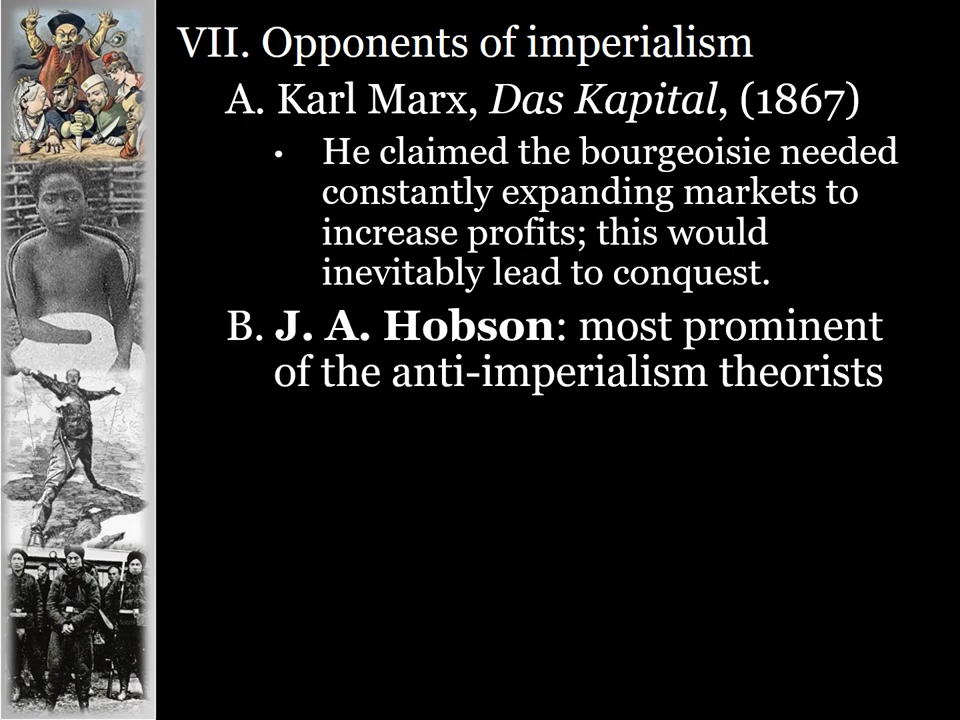 VII. Opponents of imperialism
A. Karl Marx, Das Kapital, (1867)
• He claimed the bourgeoisie needed
constantly expanding markets to
increase profits; this would
inevitably lead to conquest.
B. J. A. Hobson: most prominent
of the anti-imperialism theorists